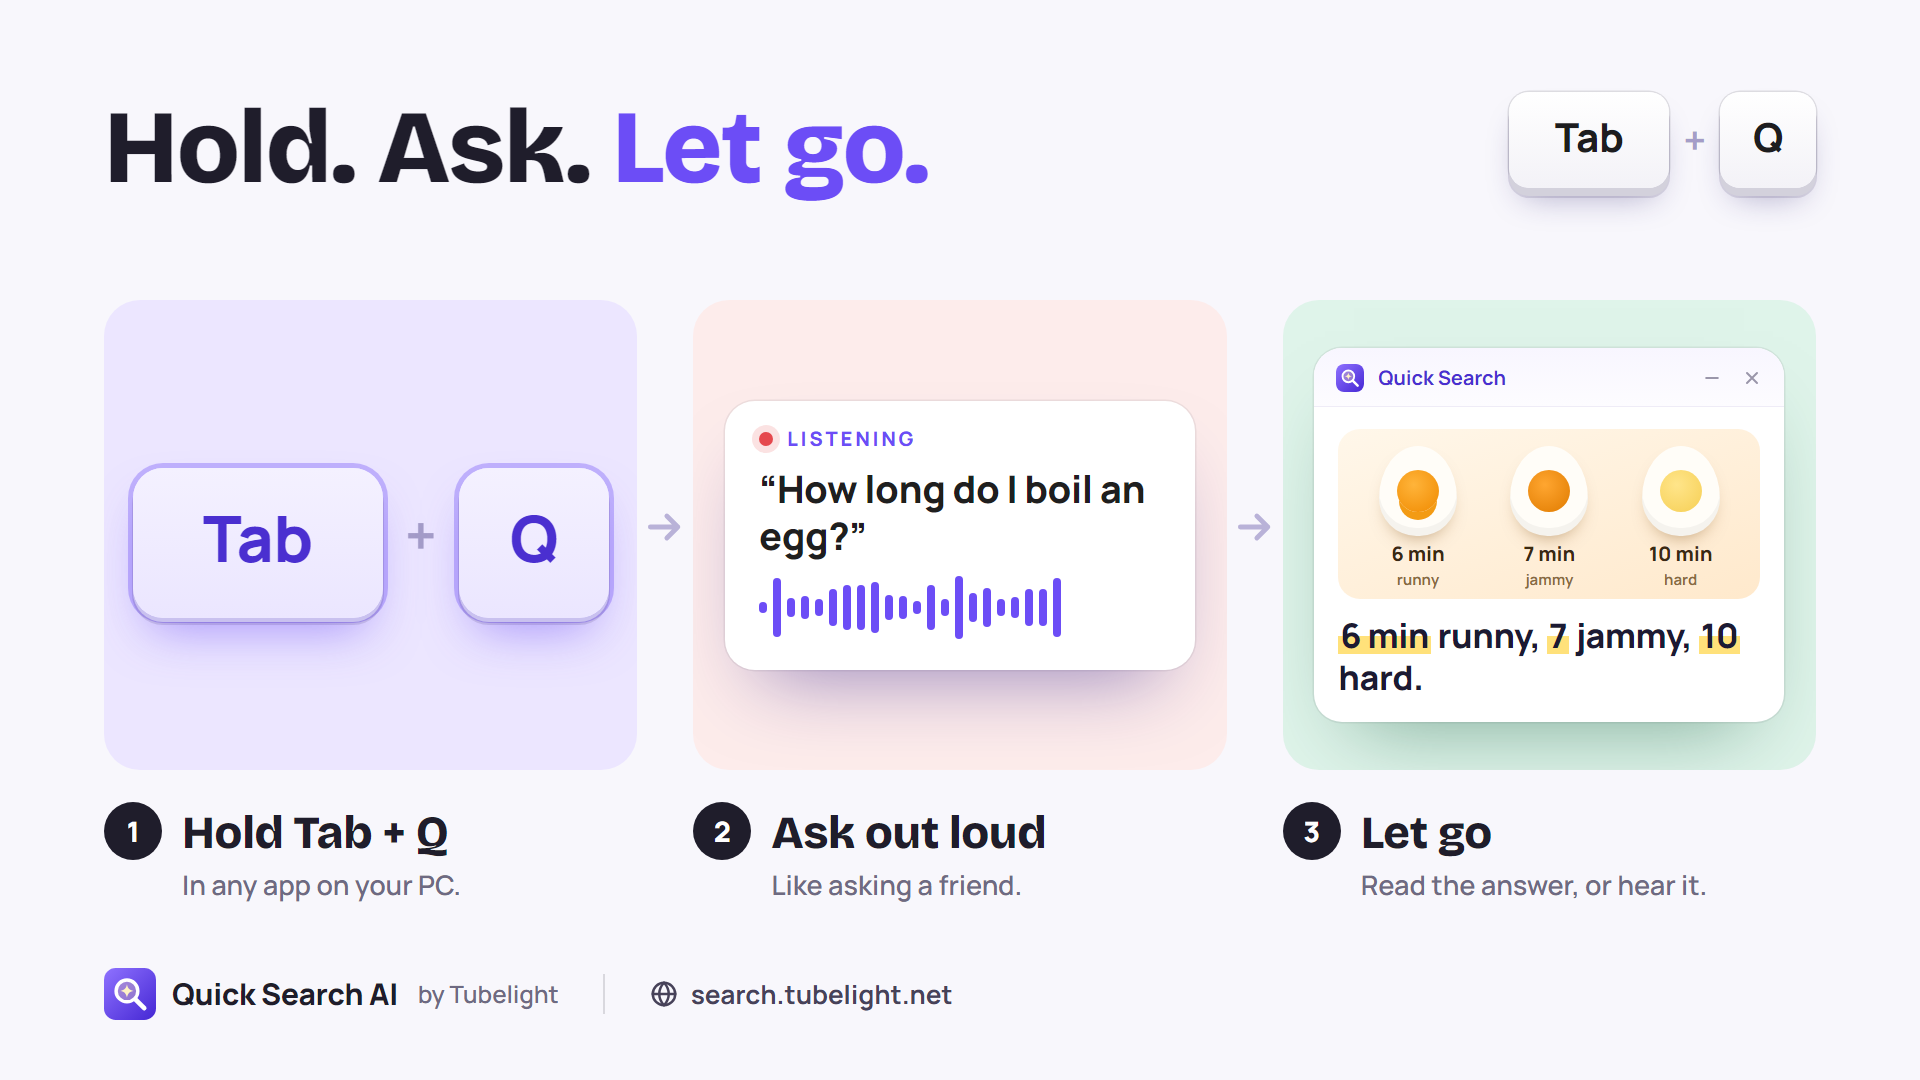 Hold. Ask. Let go.
Tab + Q
Tab + Q
LISTENING
“How long do I boil an
egg?”
Quick Search
6 min
runny
7 min
jammy
10 min
hard
6 min runny, 7 jammy, 10
hard.
1 Hold Tab + Q
In any app on your PC.
2 Ask out loud
Like asking a friend.
3 Let go
Read the answer, or hear it.
Quick Search AI by Tubelight
search.tubelight.net